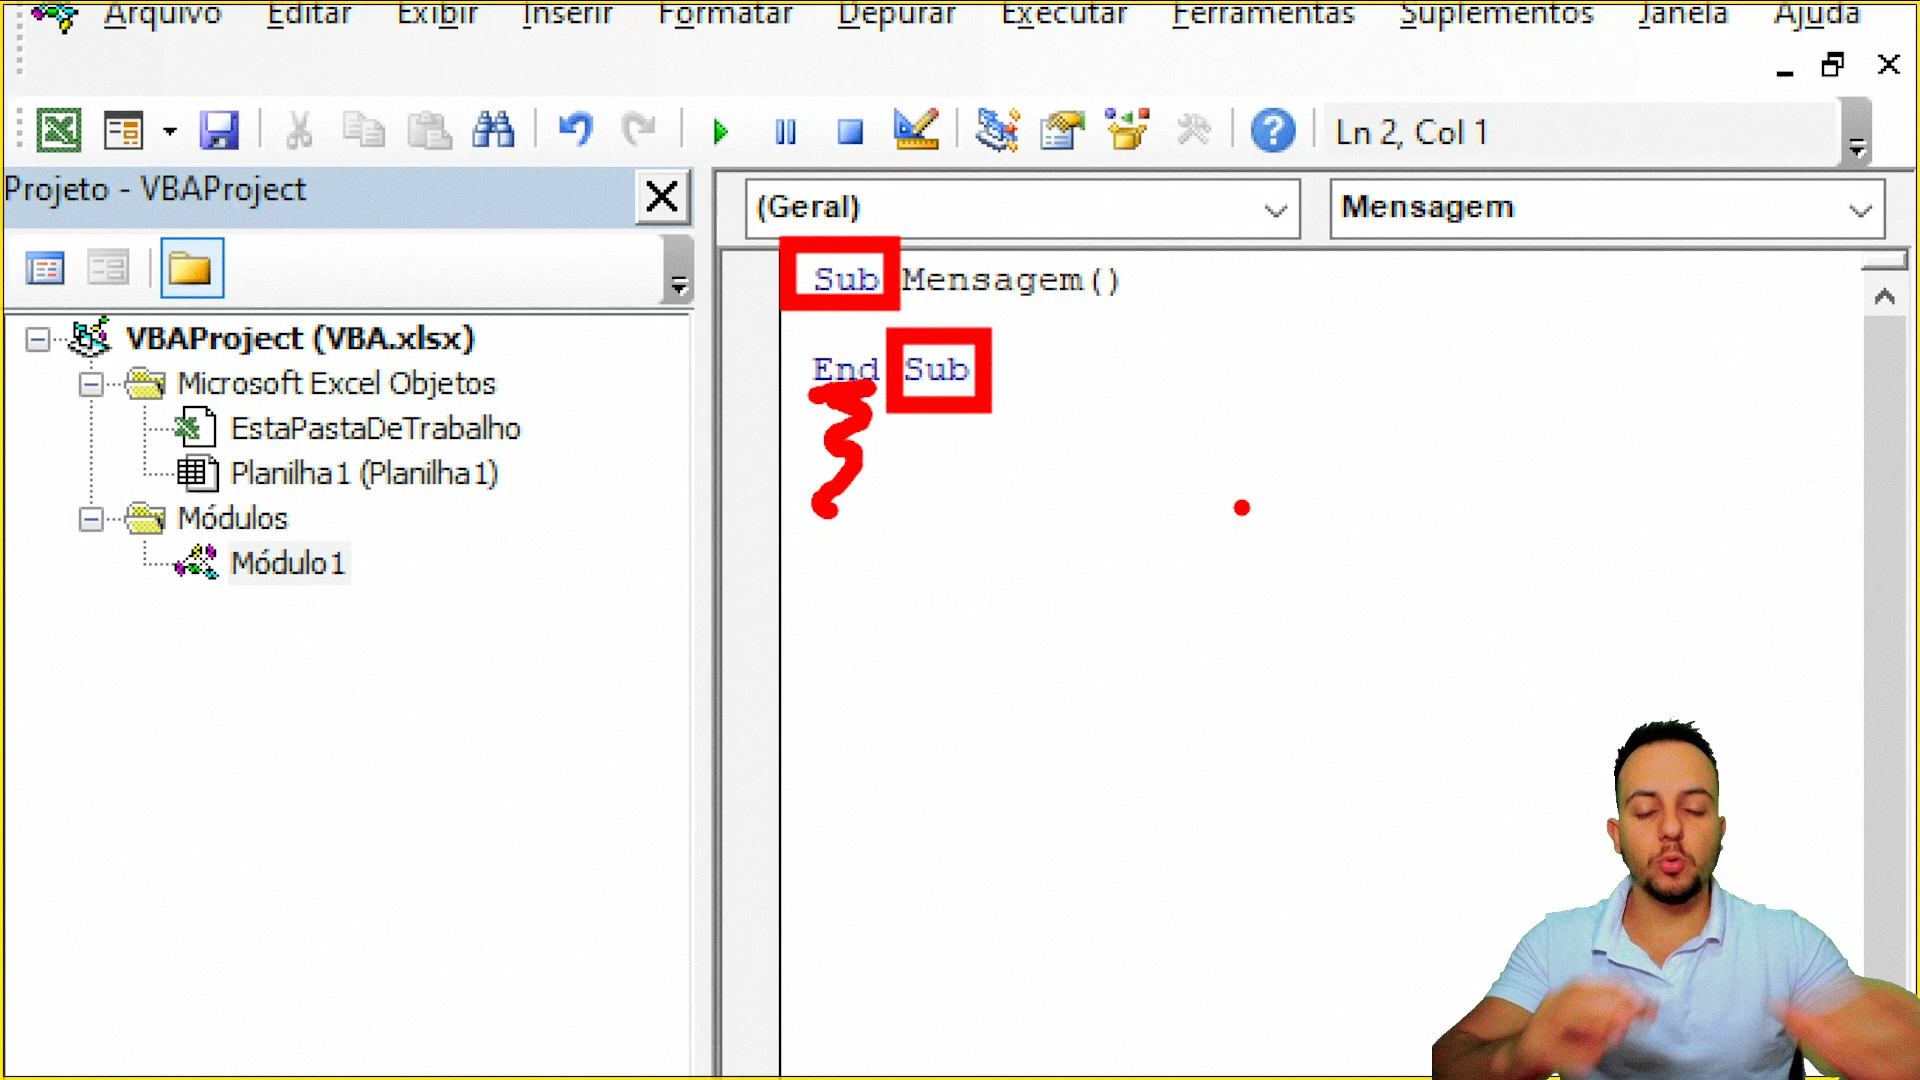 Arquivo Editar Exibir Inserir Formatar Depurar Executar Ferramentas Suplementos Janela Ajuda
Ln 2, Col 1
Projeto - VBAProject
(Geral) Mensagem
Sub Mensagem()
End Sub
VBAProject (VBA.xlsx)
Microsoft Excel Objetos
EstaPastaDeTrabalho
Planilha1 (Planilha1)
Módulos
Módulo1